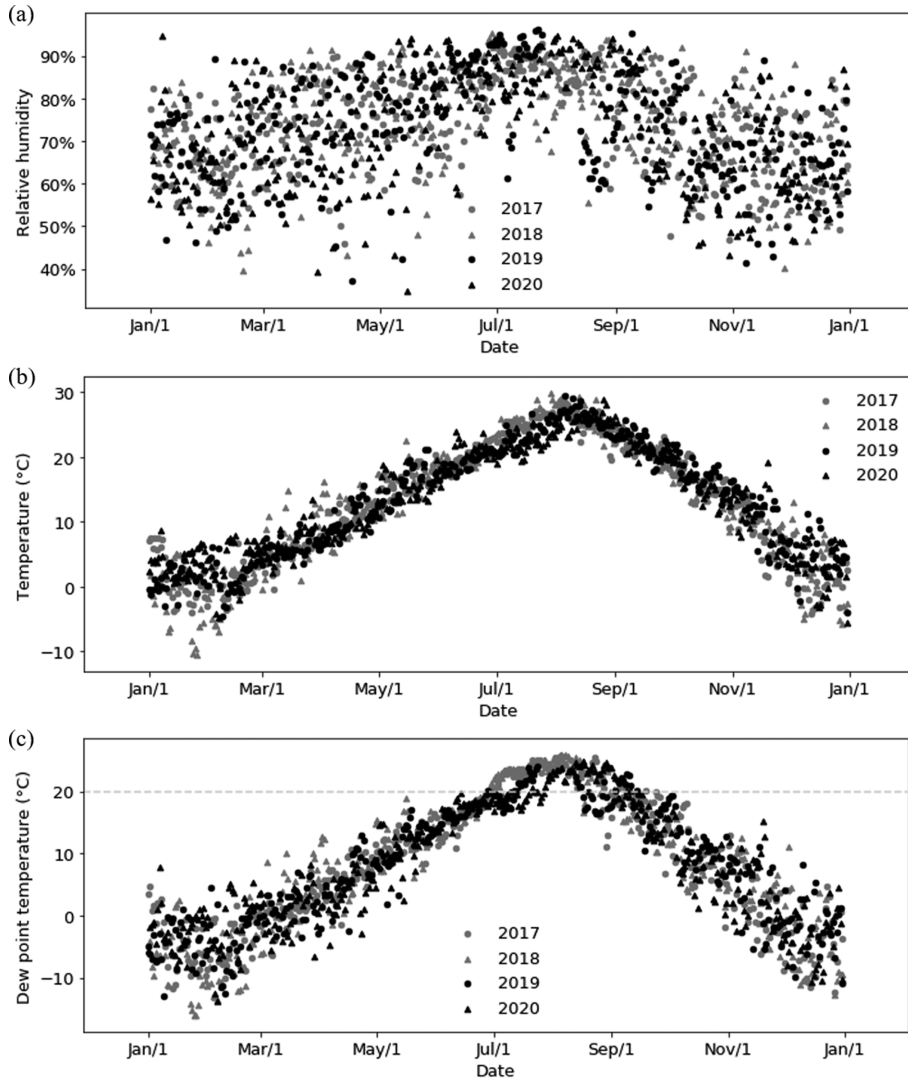 (a)
90%
80%
70%
60%
50%
40%
Relative humidity
2017
2018
2019
2020
Jan/1 Mar/1 May/1 Jul/1 Sep/1 Nov/1 Jan/1
Date
(b)
30
20
10
0
−10
Temperature (°C)
2017
2018
2019
2020
Jan/1 Mar/1 May/1 Jul/1 Sep/1 Nov/1 Jan/1
Date
(c)
20
10
0
−10
Dew point temperature (°C)
2017
2018
2019
2020
Jan/1 Mar/1 May/1 Jul/1 Sep/1 Nov/1 Jan/1
Date